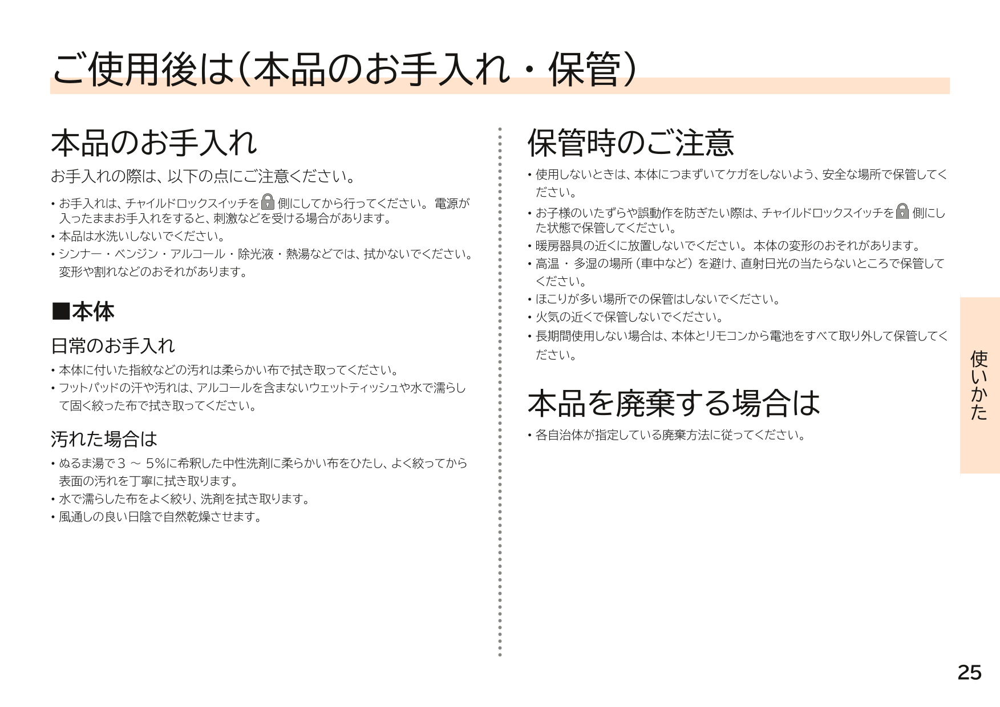 ご使用後は(本品のお手入れ・保管)
本品のお手入れ
お手入れの際は、以下の点にご注意ください。
・お手入れは、チャイルドロックスイッチを 側にしてから行ってください。電源が
入ったままお手入れをすると、刺激などを受ける場合があります。
・本品は水洗いしないでください。
・シンナー・ベンジン・アルコール・除光液・熱湯などでは、拭かないでください。
変形や割れなどのおそれがあります。
■本体
日常のお手入れ
・本体に付いた指紋などの汚れは柔らかい布で拭き取ってください。
・フットパッドの汗や汚れは、アルコールを含まないウェットティッシュや水で濡らし
て固く絞った布で拭き取ってください。
汚れた場合は
・ぬるま湯で3 ～ 5%に希釈した中性洗剤に柔らかい布をひたし、よく絞ってから
表面の汚れを丁寧に拭き取ります。
・水で濡らした布をよく絞り、洗剤を拭き取ります。
・風通しの良い日陰で自然乾燥させます。
保管時のご注意
・使用しないときは、本体につまずいてケガをしないよう、安全な場所で保管してく
ださい。
・お子様のいたずらや誤動作を防ぎたい際は、チャイルドロックスイッチを 側にし
た状態で保管してください。
・暖房器具の近くに放置しないでください。本体の変形のおそれがあります。
・高温・多湿の場所(車中など)を避け、直射日光の当たらないところで保管して
ください。
・ほこりが多い場所での保管はしないでください。
・火気の近くで保管しないでください。
・長期間使用しない場合は、本体とリモコンから電池をすべて取り外して保管してく
ださい。
本品を廃棄する場合は
・各自治体が指定している廃棄方法に従ってください。
使いかた
25